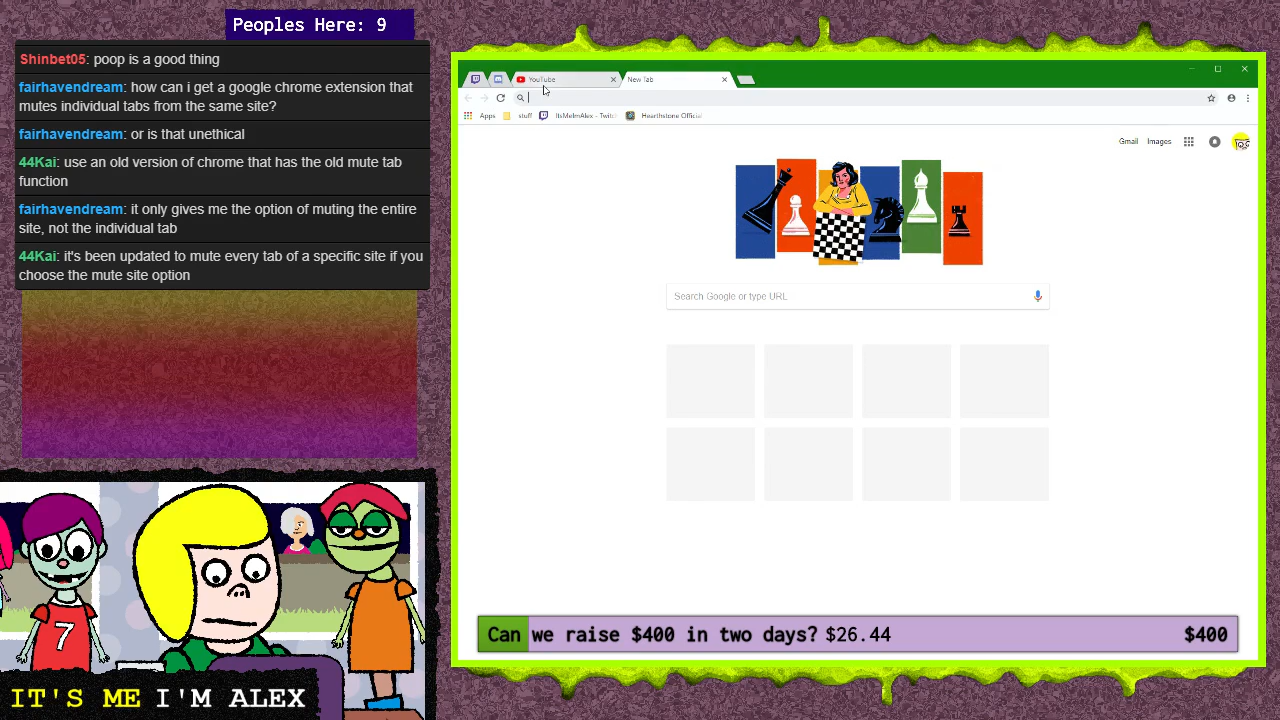 Peoples Here: 9
Shinbet05: poop is a good thing
fairhavendream: how can i get a google chrome extension that
mutes individual tabs from the same site?
fairhavendream: or is that unethical
44Kai: use an old version of chrome that has the old mute tab
function
fairhavendream: it only gives me the option of muting the entire
site, not the individual tab
44Kai: it's supposed to mute every tab of a specific site if you
choose the mute site option
YouTube
New Tab
Apps stuff ItsMeImAlex - Twitc Hearthstone Official
Gmail Images
Search Google or type URL
7
Can we raise $400 in two days? $26.44 $400
IT'S ME I'M ALEX